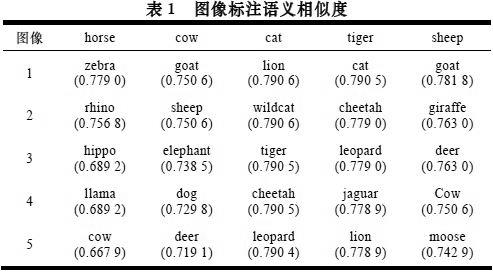 表 1 图像标注语义相似度
图像 horse cow cat tiger sheep
zebra goat lion cat goat
1
(0.779 0) (0.750 6) (0.790 6) (0.790 5) (0.781 8)
rhino sheep wildcat cheetah giraffe
2
(0.756 8) (0.750 6) (0.790 6) (0.779 0) (0.763 0)
hippo elephant tiger leopard deer
3
(0.689 2) (0.738 5) (0.790 5) (0.779 0) (0.763 0)
llama dog cheetah jaguar Cow
4
(0.689 2) (0.729 8) (0.790 5) (0.778 9) (0.750 6)
cow deer leopard lion moose
5
(0.667 9) (0.719 1) (0.790 4) (0.778 9) (0.742 9)